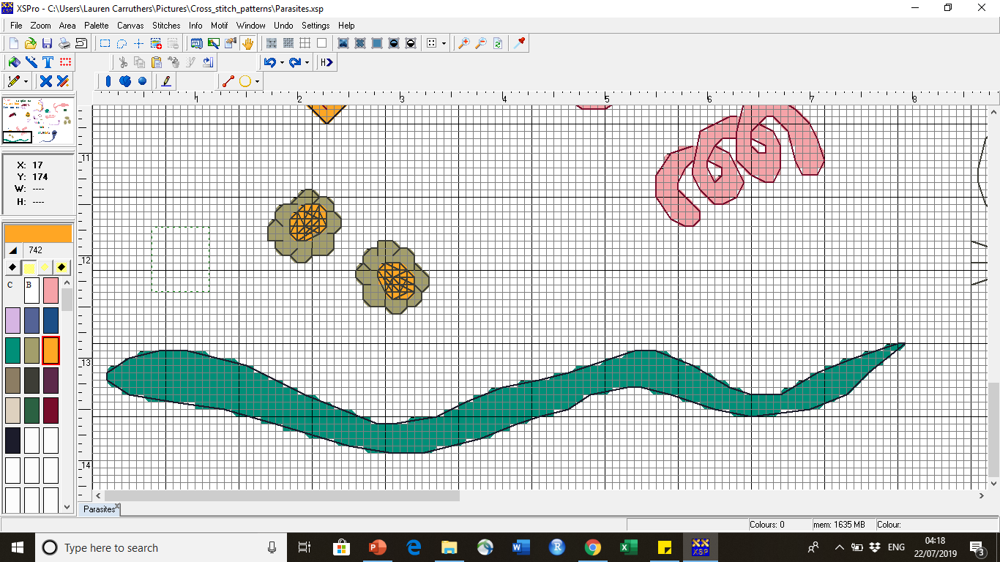 XSPro - C:\Users\Lauren Carruthers\Pictures\Cross_stitch_patterns\Parasites.xsp
File Zoom Area Palette Canvas Stitches Info Motif Window Undo Settings Help
H
1 2 3 4 5 6 7 8
X: 17
Y: 174
W: ----
H: ----
11
12
13
14
742
C B
Parasites
Colours: 0 mem: 1635 MB Colour:
Type here to search
ENG
04:18
22/07/2019
3
XSP